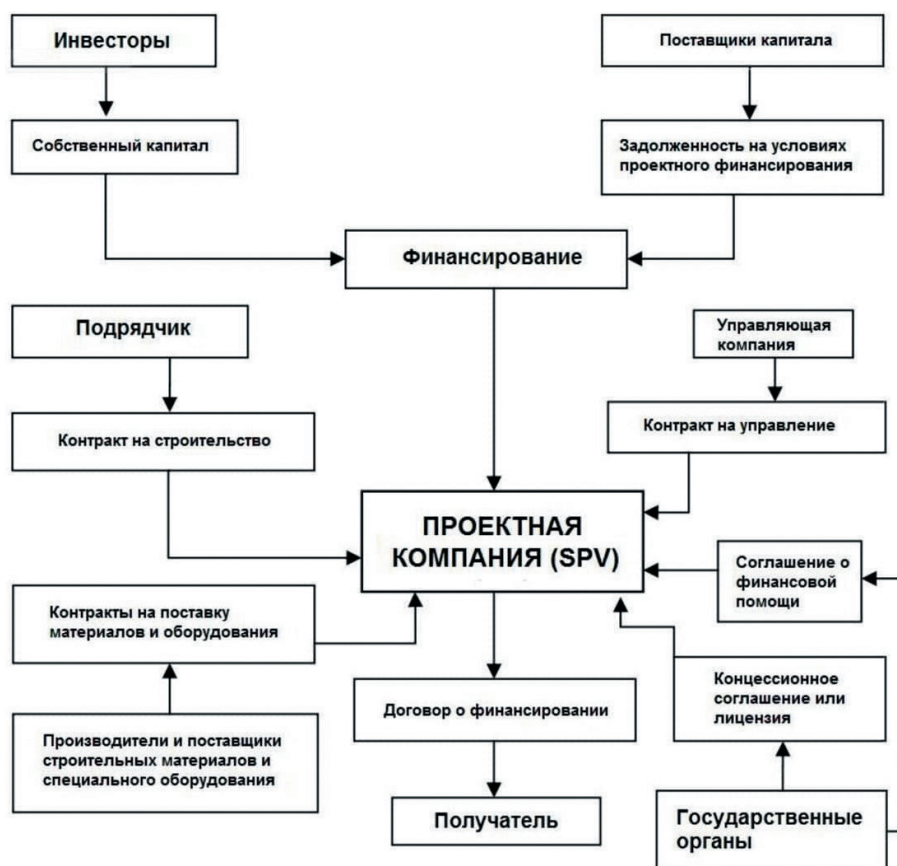 Инвесторы
Поставщики капитала
Собственный капитал
Задолженность на условиях
проектного финансирования
Финансирование
Подрядчик
Управляющая
компания
Контракт на строительство
Контракт на управление
ПРОЕКТНАЯ
КОМПАНИЯ (SPV)
Соглашение о
финансовой
помощи
Контракты на поставку
материалов и оборудования
Договор о финансировании
Концессионное
соглашение или
лицензия
Производители и поставщики
строительных материалов и
специального оборудования
Получатель
Государственные
органы